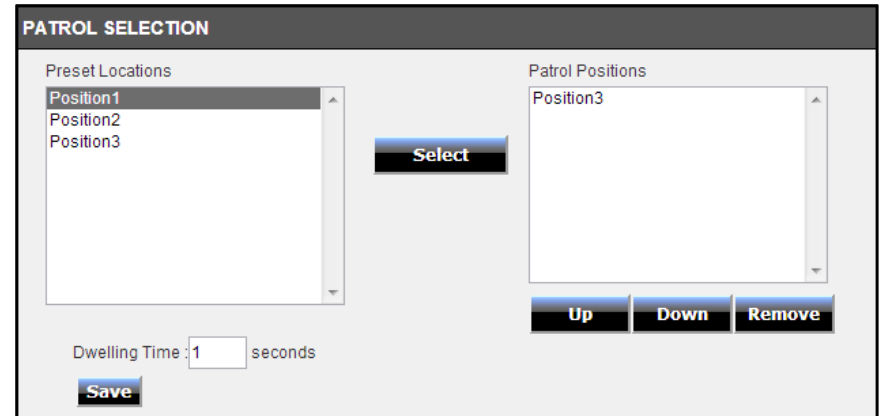 PATROL SELECTION
Preset Locations
Position1
Position2
Position3
Select
Patrol Positions
Position3
Up Down Remove
Dwelling Time : 1 seconds
Save